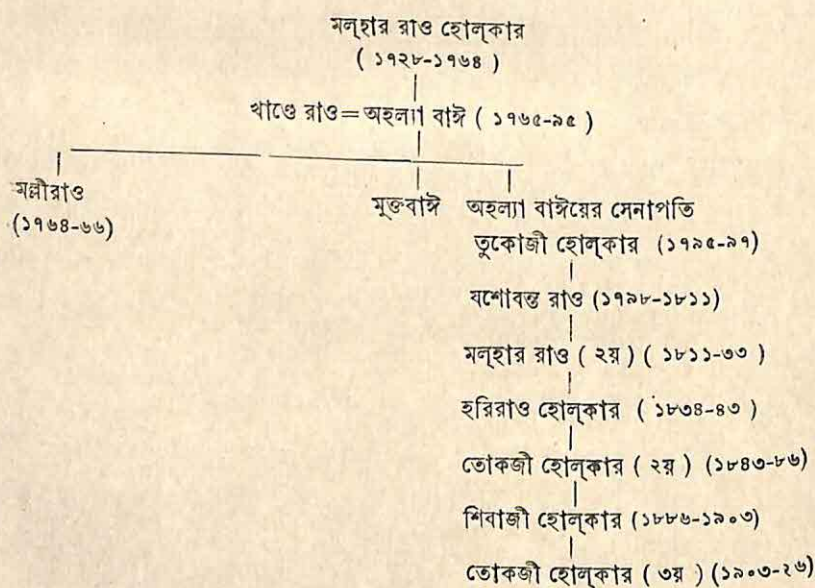 মল্‌হার রাও হোল্‌কার
( ১৭২৮-১৭৬৪ )
খাণ্ডে রাও=অহল্যা বাঈ ( ১৭৬৫-৯৫ )
মল্লীরাও
(১৭৬৪-৬৬)
মুক্তবাঈ
অহল্যা বাঈয়ের সেনাপতি
তুকোজী হোল্‌কার (১৭৯৫-৯৭)
যশোবন্ত রাও (১৭৯৮-১৮১১)
মল্‌হার রাও ( ২য় ) ( ১৮১১-৩৩ )
হরিরাও হোল্‌কার ( ১৮৩৪-৪৩ )
তোকজী হোল্‌কার ( ২য় ) (১৮৪৩-৮৬)
শিবাজী হোল্‌কার (১৮৮৬-১৯০৩)
তোকজী হোল্‌কার ( ৩য় ) (১৯০৩-২৬)